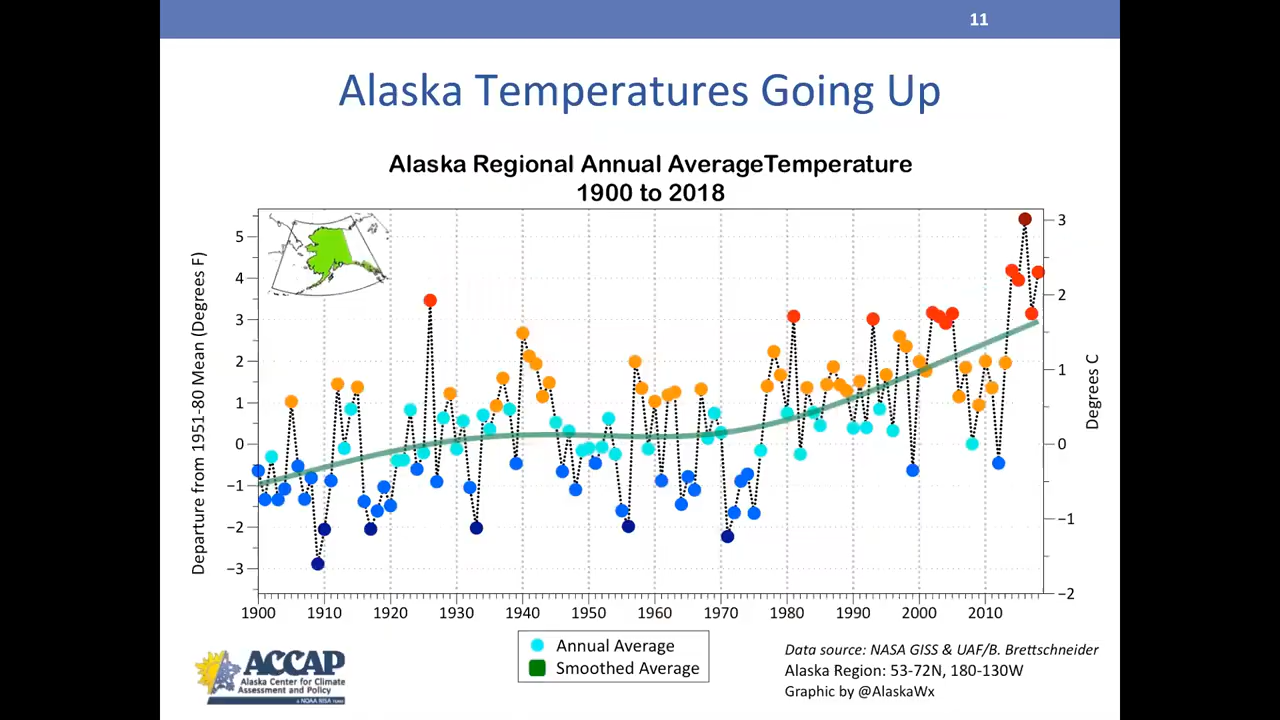 11
Alaska Temperatures Going Up
Alaska Regional Annual AverageTemperature
1900 to 2018
Departure from 1951-80 Mean (Degrees F)
5
4
3
2
1
0
−1
−2
−3
3
2
1
0
−1
−2
Degrees C
1900 1910 1920 1930 1940 1950 1960 1970 1980 1990 2000 2010
Annual Average
Smoothed Average
Data source: NASA GISS & UAF/B. Brettschneider
Alaska Region: 53-72N, 180-130W
Graphic by @AlaskaWx
ACCAP
Alaska Center for Climate
Assessment and Policy
a NOAA RISA